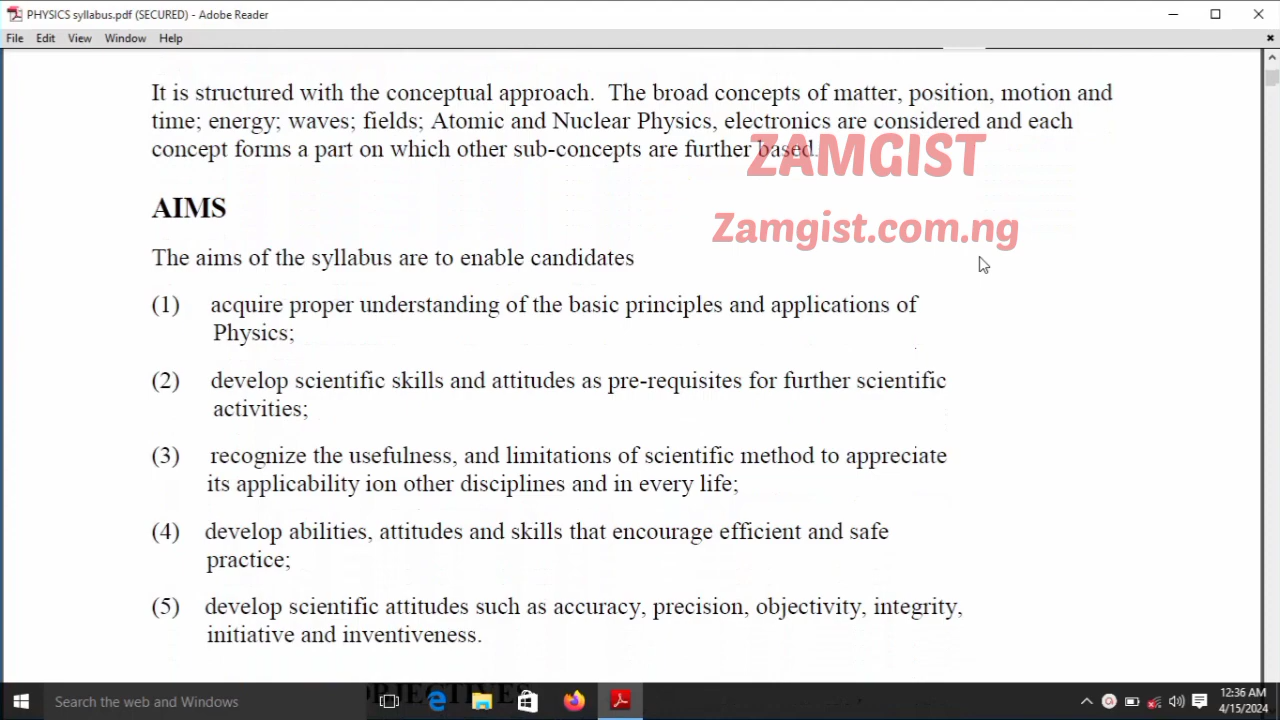 PHYSICS syllabus.pdf (SECURED) - Adobe Reader
File Edit View Window Help
It is structured with the conceptual approach. The broad concepts of matter, position, motion and
time; energy; waves; fields; Atomic and Nuclear Physics, electronics are considered and each
concept forms a part on which other sub-concepts are further based.
ZAMGIST
AIMS
Zamgist.com.ng
The aims of the syllabus are to enable candidates
(1) acquire proper understanding of the basic principles and applications of
Physics;
(2) develop scientific skills and attitudes as pre-requisites for further scientific
activities;
(3) recognize the usefulness, and limitations of scientific method to appreciate
its applicability ion other disciplines and in every life;
(4) develop abilities, attitudes and skills that encourage efficient and safe
practice;
(5) develop scientific attitudes such as accuracy, precision, objectivity, integrity,
initiative and inventiveness.
Search the web and Windows
12:36 AM
4/15/2024